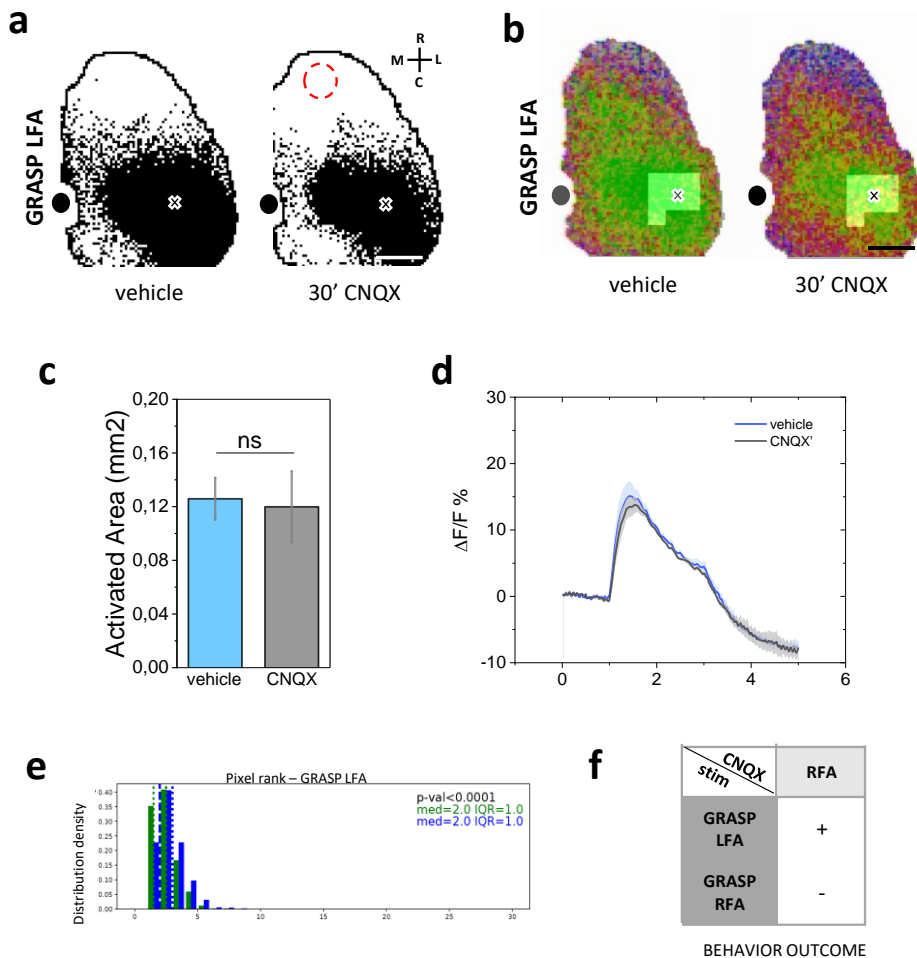 a
R
M
L
C
GRASP LFA
vehicle
30' CNQX
b
GRASP LFA
vehicle
30' CNQX
c
Activated Area (mm2)
0,20
0,16
0,12
0,08
0,04
0,00
ns
vehicle
CNQX
d
ΔF/F %
30
20
10
0
-10
0
2
4
6
vehicle
CNQX'
e
Pixel rank – GRASP LFA
Distribution density
0.40
0.35
0.30
0.25
0.20
0.15
0.10
0.05
0.00
0
5
10
15
20
25
30
p-val<0.0001
med=2.0 IQR=1.0
med=2.0 IQR=1.0
f
CNQX
stim
RFA
GRASP
LFA
+
GRASP
RFA
-
BEHAVIOR OUTCOME